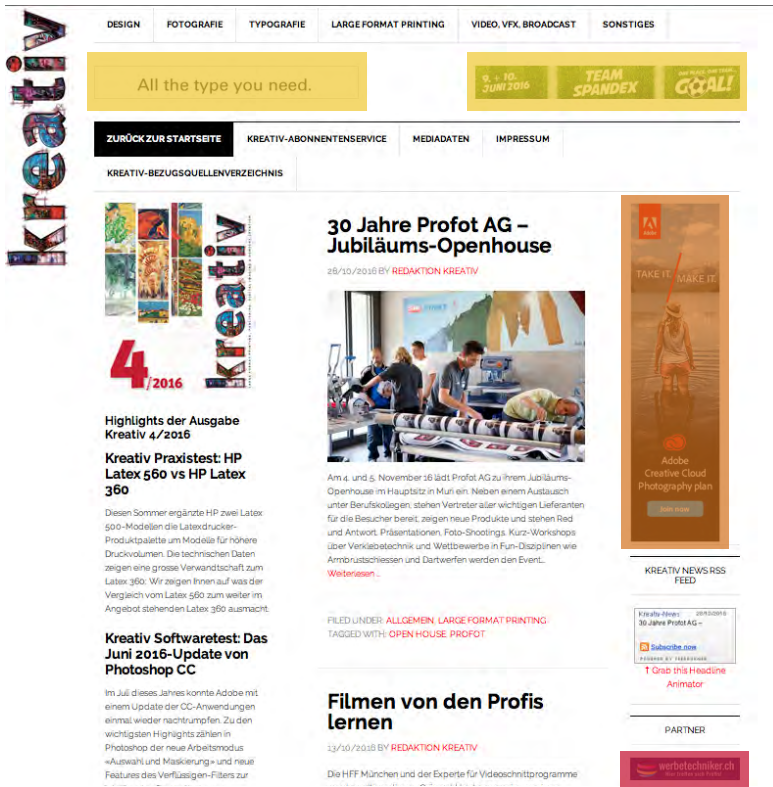 kreativ
DESIGN
FOTOGRAFIE
TYPOGRAFIE
LARGE FORMAT PRINTING
VIDEO, VFX, BROADCAST
SONSTIGES
All the type you need.
9. + 10.
JUNI 2016
TEAM
SPANDEX
GOAL!
ZURÜCK ZUR STARTSEITE
KREATIV-ABONNENTENSERVICE
MEDIADATEN
IMPRESSUM
KREATIV-BEZUGSQUELLENVERZEICHNIS
kreativ
4/2016
Highlights der Ausgabe
Kreativ 4/2016
Kreativ Praxistest: HP
Latex 560 vs HP Latex
360
Diesen Sommer ergänzte HP zwei Latex
500-Modellen die Latexdrucker-
Produktpalette um Modelle für höhere
Druckvolumen. Die technischen Daten
zeigen eine grosse Verwandtschaft zum
Latex 360: Wir zeigen Ihnen auf was der
Vergleich vom Latex 560 zum weiter im
Angebot stehenden Latex 360 ausmacht.
Kreativ Softwaretest: Das
Juni 2016-Update von
Photoshop CC
Im Juli dieses Jahres konnte Adobe mit
einem Update der CC-Anwendungen
einmal wieder nachtrumpfen. Zu den
wichtigsten Highlights zählen in
Photoshop der neue Arbeitsmodus
«Auswahl und Maskierung» und neue
Features des Verflüssigen-Filters zur
30 Jahre Profot AG –
Jubiläums-Openhouse
26/10/2016 BY REDAKTION KREATIV
Am 4. und 5. November 16 lädt Profot AG zu ihrem Jubiläums-
Openhouse im Hauptsitz in Muri ein. Neben einem Austausch
unter Berufskollegen, stehen Vertreter aller wichtigen Lieferanten
für die Besucher bereit, zeigen neue Produkte und stehen Red
und Antwort. Präsentationen, Foto-Shootings, Kurz-Workshops
über Verklebetechnik und Wettbewerbe in Fun-Disziplinen wie
Armbrustschiessen und Dartwerfen werden den Event...
Weiterlesen ...
FILED UNDER: ALLGEMEIN, LARGE FORMAT PRINTING
TAGGED WITH: OPEN HOUSE, PROFOT
Filmen von den Profis
lernen
13/10/2016 BY REDAKTION KREATIV
Die HFF München und der Experte für Videoschnittprogramme
Adobe
TAKE IT. MAKE IT.
Adobe
Creative Cloud
Photography plan
Join now
KREATIV NEWS RSS
FEED
Kreativ-News
30 Jahre Profot AG –
Subscribe now
POWERED BY FEEDBURNER
↑ Grab this Headline
Animator
PARTNER
werbetechniker.ch